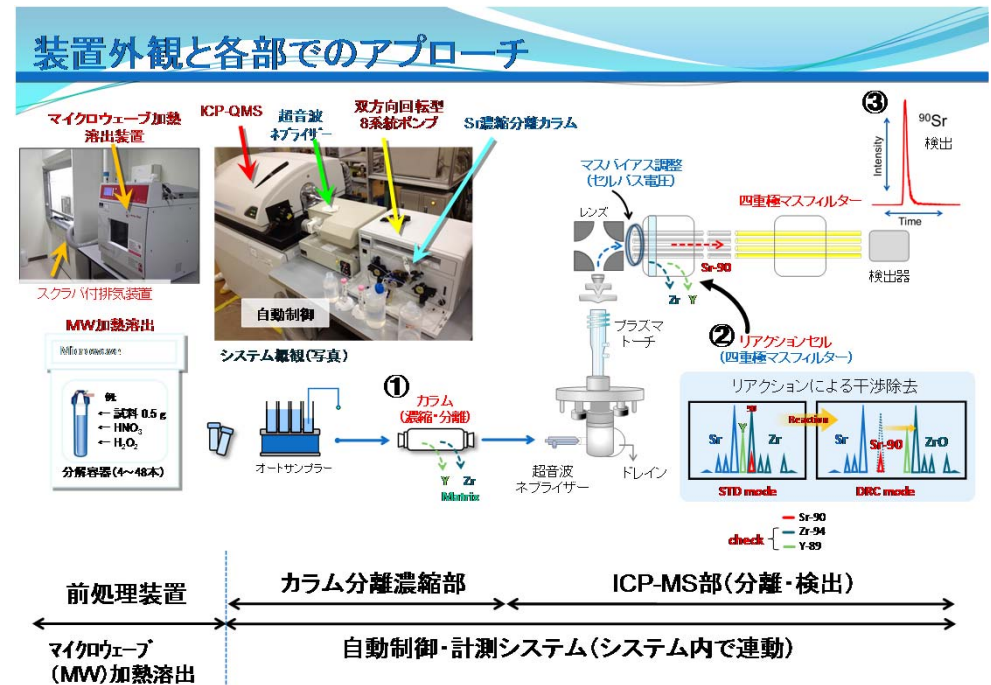 装置外観と各部でのアプローチ
マイクロウェーブ加熱
溶出装置
ICP-QMS
超音波
ネブライザー
双方向回転型
8系統ポンプ
Sr濃縮分離カラム
スクラバ付排気装置
自動制御
システム概観(写真)
MW加熱溶出
Microwave
例
試料 0.5 g
HNO3
H2O2
分解容器(4〜48本)
オートサンプラー
①
カラム
(濃縮・分離)
Y
Zr
Matrix
超音波
ネブライザー
ドレイン
プラズマ
トーチ
マスバイアス調整
(セルパス電圧)
レンズ
四重極マスフィルター
Sr-90
Zr
Y
検出器
③
90Sr
検出
Intensity
Time
②
リアクションセル
(四重極マスフィルター)
リアクションによる干渉除去
Sr
Y
90
Zr
STD mode
Reaction
Sr
Sr-90
ZrO
DRC mode
check
Sr-90
Zr-94
Y-89
前処理装置
カラム分離濃縮部
ICP-MS部(分離・検出)
マイクロウェーブ
(MW)加熱溶出
自動制御・計測システム(システム内で連動)